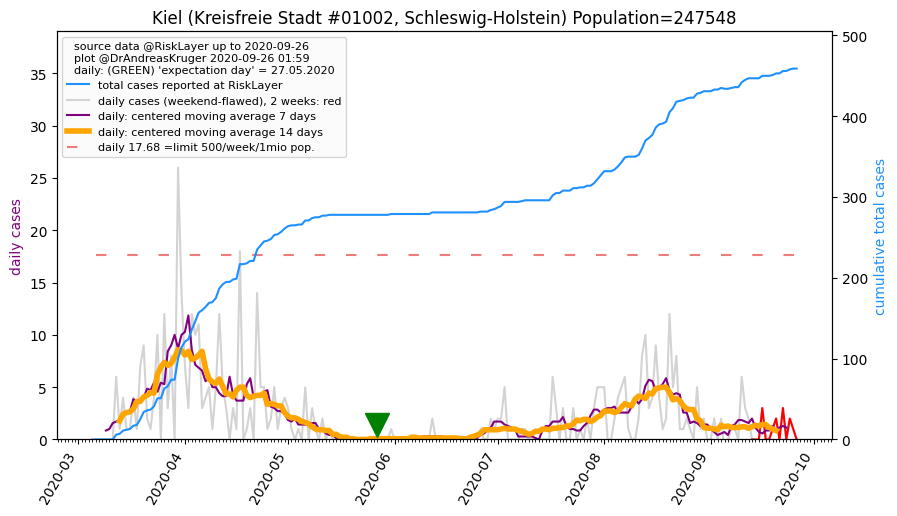 Kiel (Kreisfreie Stadt #01002, Schleswig-Holstein) Population=247548
source data @RiskLayer up to 2020-09-26
plot @DrAndreasKruger 2020-09-26 01:59
daily: (GREEN) 'expectation day' = 27.05.2020
total cases reported at RiskLayer
daily cases (weekend-flawed), 2 weeks: red
daily: centered moving average 7 days
daily: centered moving average 14 days
daily 17.68 =limit 500/week/1mio pop.
daily cases
35
30
25
20
15
10
5
0
500
400
300
200
100
0
cumulative total cases
2020-03
2020-04
2020-05
2020-06
2020-07
2020-08
2020-09
2020-10